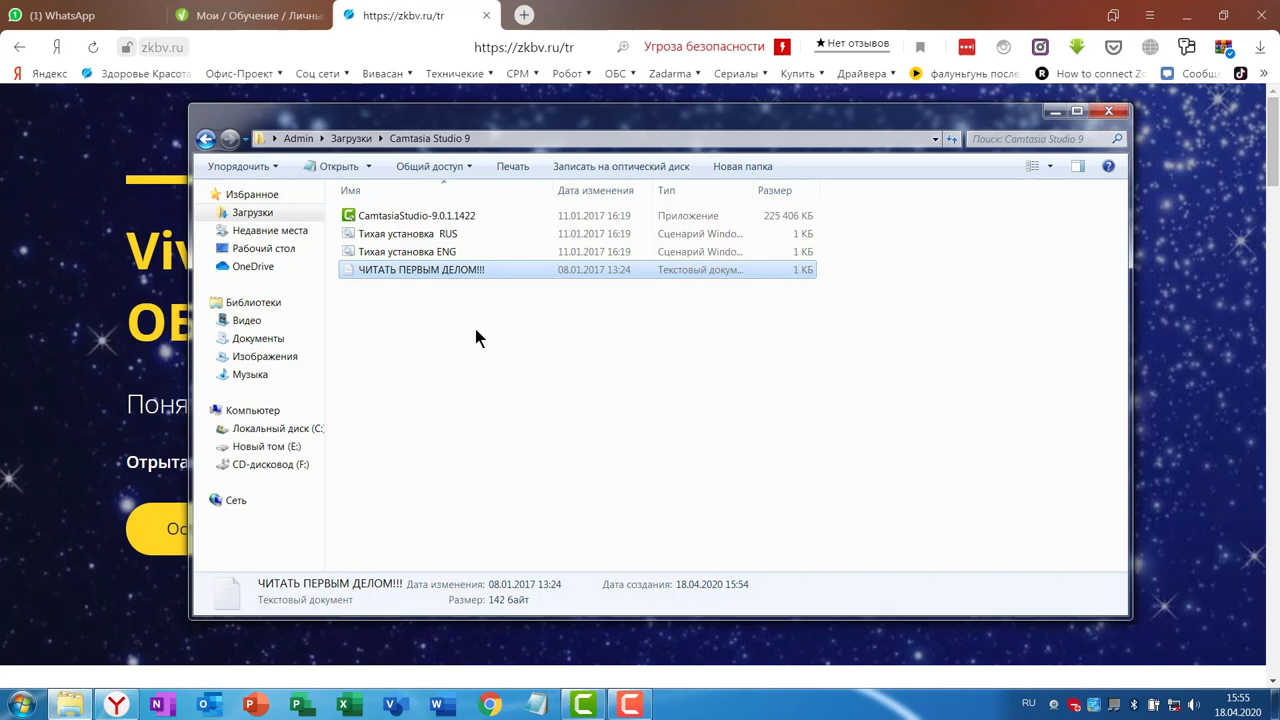 (1) WhatsApp
Мои / Обучение / Личны
https://zkbv.ru/tr
Я
zkbv.ru
https://zkbv.ru/tr
Угроза безопасности
★Нет отзывов
Яндекс
Здоровье Красота
Офис-Проект
Соц сети
Вивасан
Техничекие
СРМ
Робот
ОБС
Zadarma
Сериалы
Купить
Драйвера
фалуньгунь после
How to connect Zo
Сообщ
Admin
Загрузки
Camtasia Studio 9
Поиск: Camtasia Studio 9
Упорядочить
Открыть
Общий доступ
Печать
Записать на оптический диск
Новая папка
Избранное
Загрузки
Недавние места
Рабочий стол
OneDrive
Библиотеки
Видео
Документы
Изображения
Музыка
Компьютер
Локальный диск (C:
Новый том (E:)
CD-дисковод (F:)
Сеть
Имя Дата изменения Тип Размер
CamtasiaStudio-9.0.1.1422 11.01.2017 16:19 Приложение 225 406 КБ
Тихая установка RUS 11.01.2017 16:19 Сценарий Windo... 1 КБ
Тихая установка ENG 11.01.2017 16:19 Сценарий Windo... 1 КБ
ЧИТАТЬ ПЕРВЫМ ДЕЛОМ!!! 08.01.2017 13:24 Текстовый докум... 1 КБ
Viv
ОБ
Поня
Отрыта
Ос
ЧИТАТЬ ПЕРВЫМ ДЕЛОМ!!! Дата изменения: 08.01.2017 13:24 Дата создания: 18.04.2020 15:54
Текстовый документ Размер: 142 байт
RU
15:55
18.04.2020